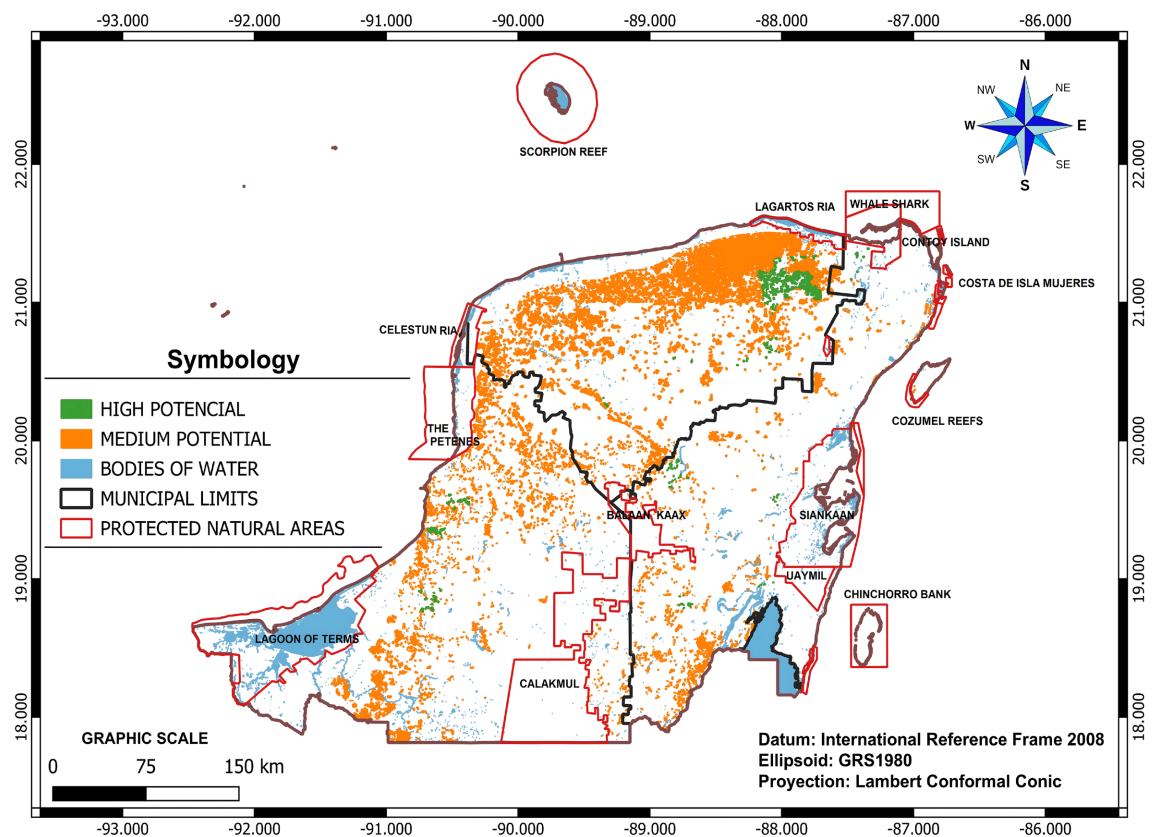 -93.000 -92.000 -91.000 -90.000 -89.000 -88.000 -87.000 -86.000
N
NW NE
W E
SW SE
S
22.000 22.000
SCORPION REEF
LAGARTOS RIA
WHALE SHARK
CONTOY ISLAND
COSTA DE ISLA MUJERES
21.000 21.000
CELESTUN RIA
Symbology
HIGH POTENCIAL
MEDIUM POTENTIAL
BODIES OF WATER
MUNICIPAL LIMITS
PROTECTED NATURAL AREAS
COZUMEL REEFS
THE
PETENES
20.000 20.000
BALAAN KAAX
SIANKAAN
UAYMIL
19.000 19.000
CHINCHORRO BANK
LAGOON OF TERMS
CALAKMUL
18.000 18.000
GRAPHIC SCALE
0 75 150 km
Datum: International Reference Frame 2008
Ellipsoid: GRS1980
Proyection: Lambert Conformal Conic
-93.000 -92.000 -91.000 -90.000 -89.000 -88.000 -87.000 -86.000